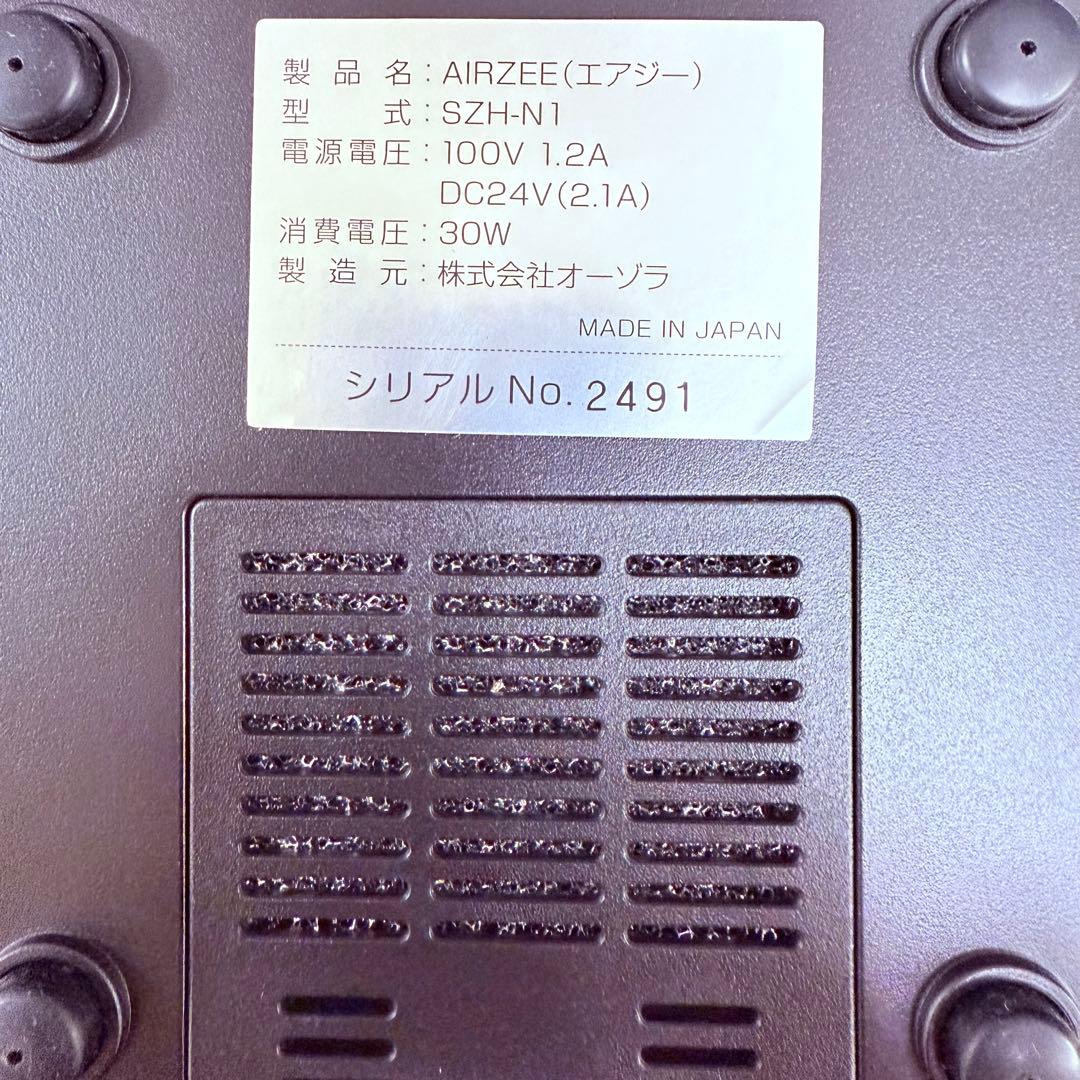 製品名：AIRZEE(エアジー)
型式：SZH-N1
電源電圧：100V 1.2A
DC24V(2.1A)
消費電圧：30W
製造元：株式会社オーゾラ
MADE IN JAPAN
シリアル No. 2491